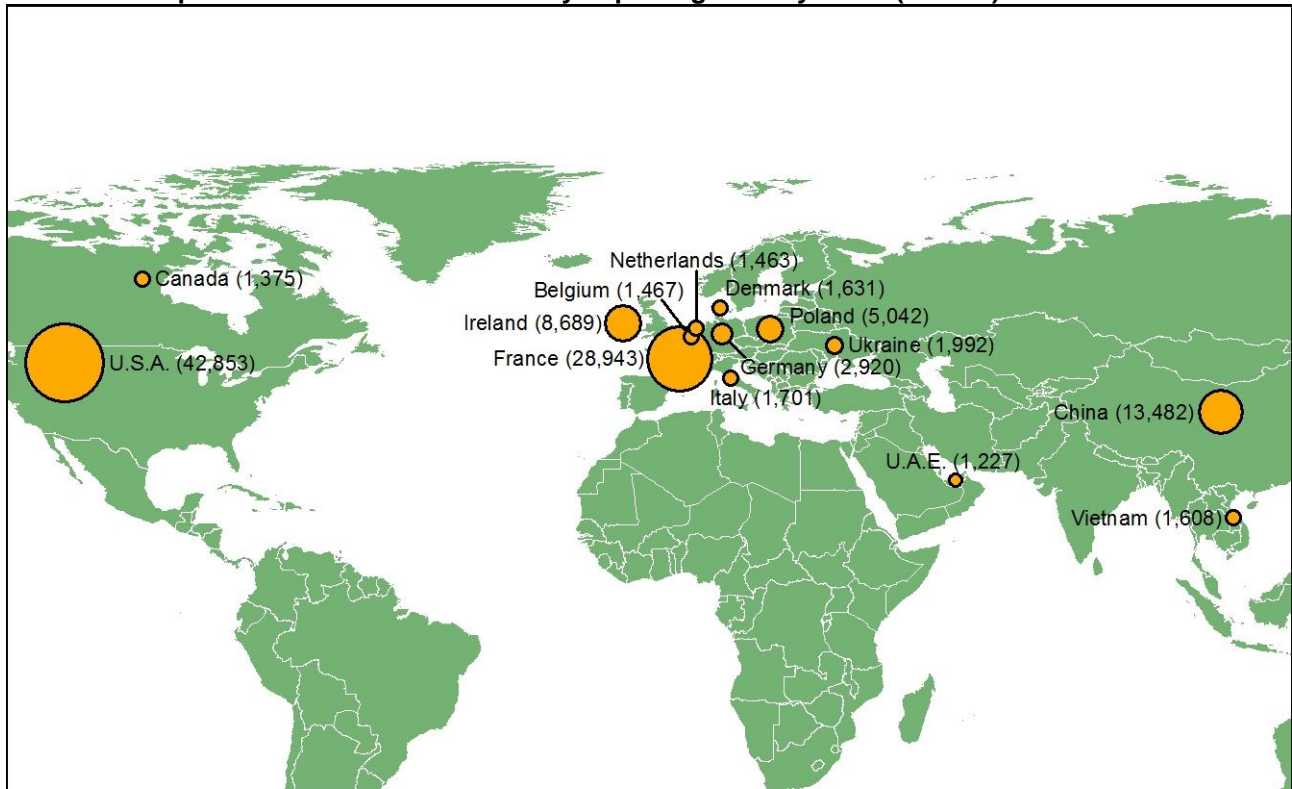 Canada (1,375)
U.S.A. (42,853)
Netherlands (1,463)
Belgium (1,467)
Denmark (1,631)
Ireland (8,689)
Poland (5,042)
France (28,943)
Ukraine (1,992)
Germany (2,920)
Italy (1,701)
China (13,482)
U.A.E. (1,227)
Vietnam (1,608)